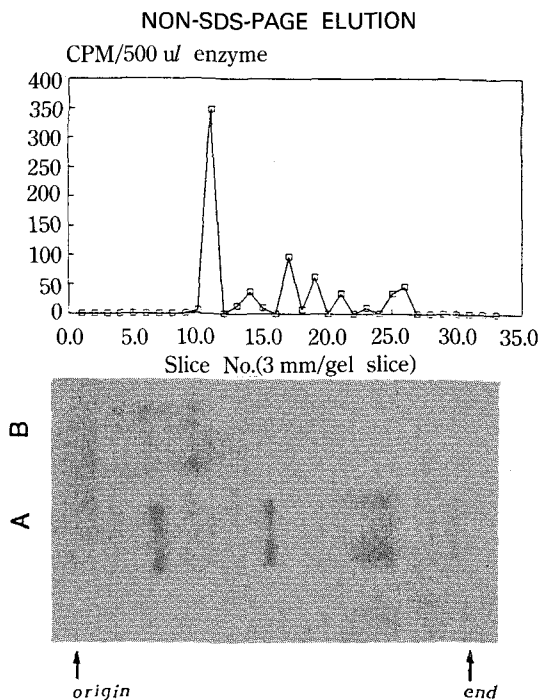 NON-SDS-PAGE ELUTION
CPM/500 ul enzyme
400
350
300
250
200
150
100
50
0
0.0 5.0 10.0 15.0 20.0 25.0 30.0 35.0
Slice No.(3 mm/gel slice)
B
A
origin end